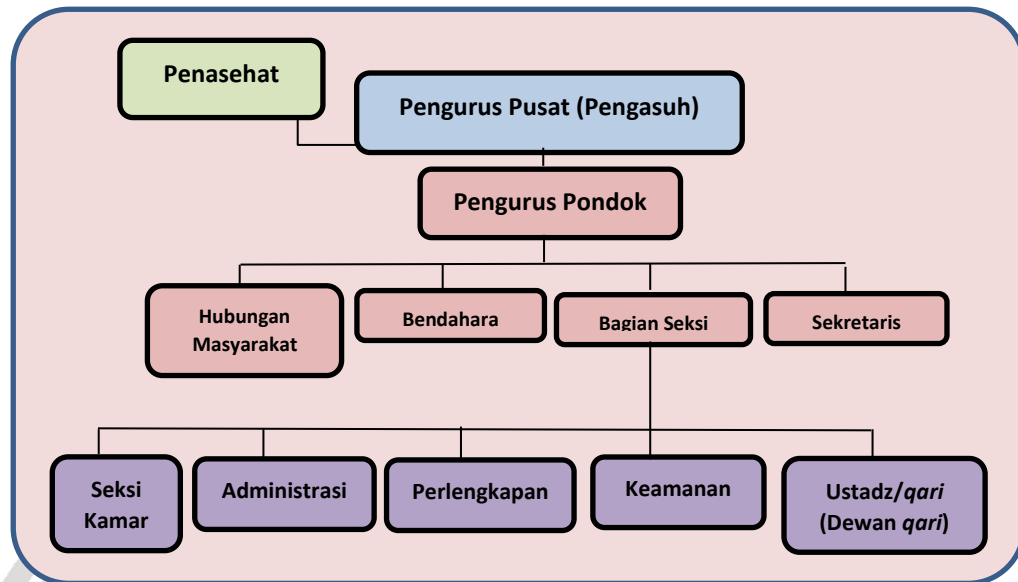 Penasehat
Pengurus Pusat (Pengasuh)
Pengurus Pondok
Hubungan
Masyarakat
Bendahara
Bagian Seksi
Sekretaris
Seksi
Kamar
Administrasi
Perlengkapan
Keamanan
Ustadz/qari
(Dewan qari)